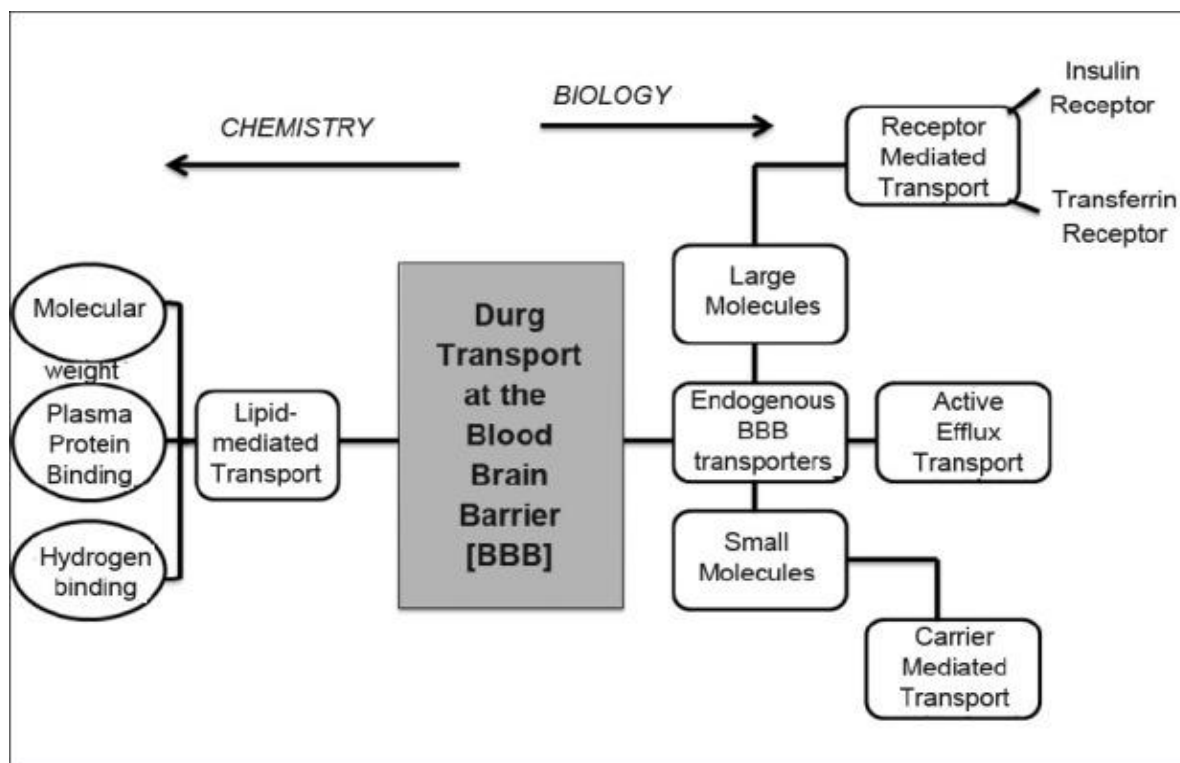 BIOLOGY
CHEMISTRY
Insulin
Receptor
Receptor
Mediated
Transport
Transferrin
Receptor
Large
Molecules
Molecular
weight
Plasma
Protein
Binding
Hydrogen
binding
Lipid-
mediated
Transport
Durg
Transport
at the
Blood
Brain
Barrier
[BBB]
Endogenous
BBB
transporters
Active
Efflux
Transport
Small
Molecules
Carrier
Mediated
Transport